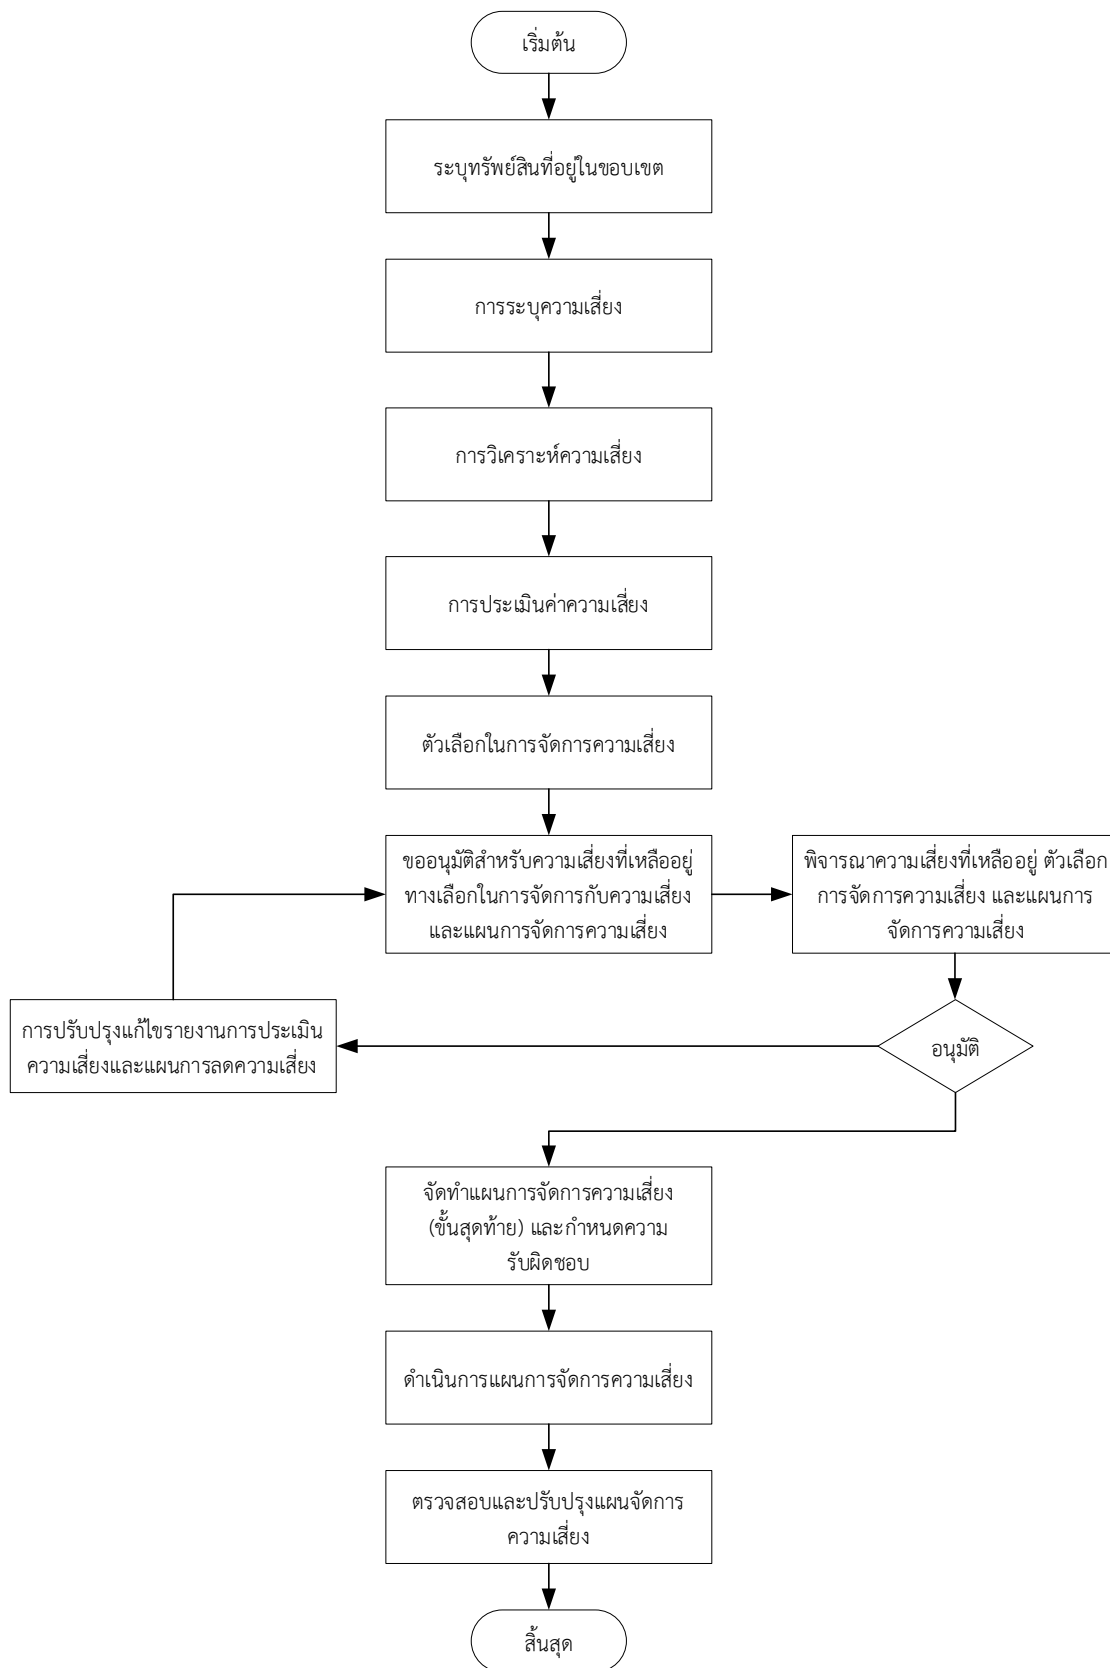 เริ่มต้น
ระบุทรัพย์สินที่อยู่ในขอบเขต
การระบุความเสี่ยง
การวิเคราะห์ความเสี่ยง
การประเมินค่าความเสี่ยง
ตัวเลือกในการจัดการความเสี่ยง
ขออนุมัติสำหรับความเสี่ยงที่เหลืออยู่
ทางเลือกในการจัดการกับความเสี่ยง
และแผนการจัดการความเสี่ยง
พิจารณาความเสี่ยงที่เหลืออยู่ ตัวเลือก
การจัดการความเสี่ยง และแผนการ
จัดการความเสี่ยง
อนุมัติ
การปรับปรุงแก้ไขรายงานการประเมิน
ความเสี่ยงและแผนการลดความเสี่ยง
จัดทำแผนการจัดการความเสี่ยง
(ขั้นสุดท้าย) และกำหนดความ
รับผิดชอบ
ดำเนินการแผนการจัดการความเสี่ยง
ตรวจสอบและปรับปรุงแผนจัดการ
ความเสี่ยง
สิ้นสุด